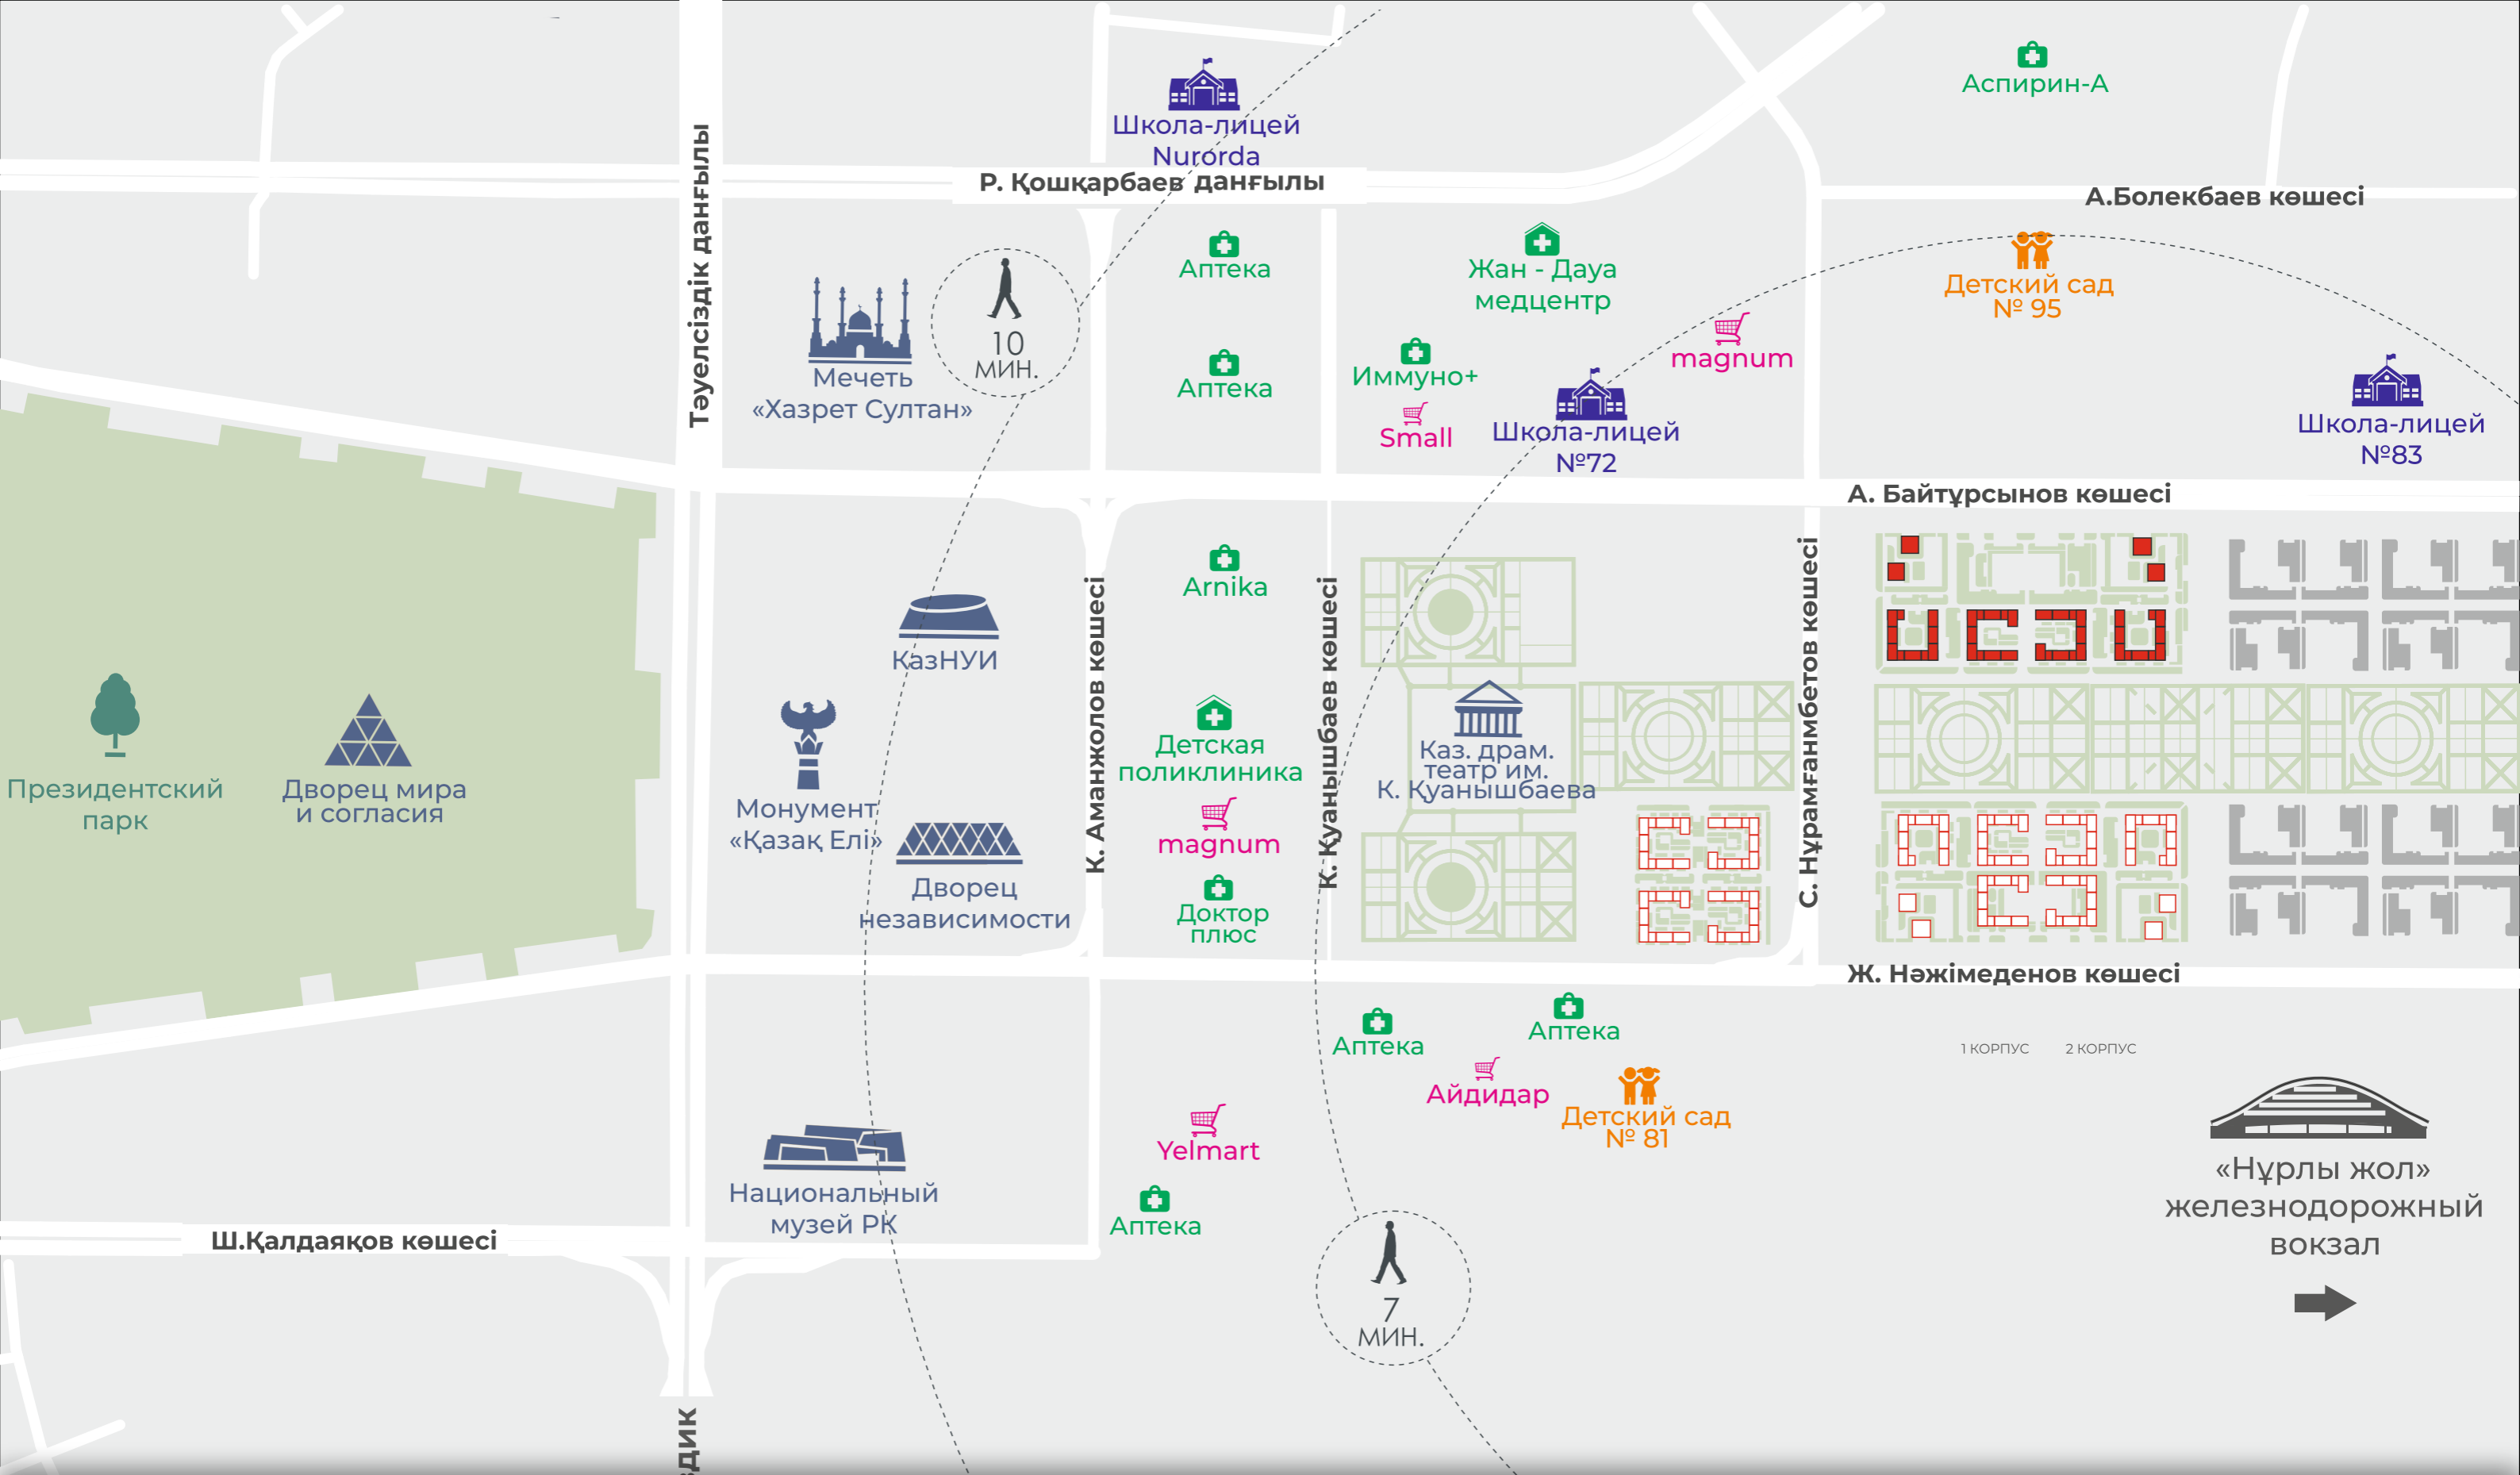 Аспирин-А
Школа-лицей
Nurorda
Р. Қошқарбаев даңғылы
А.Болекбаев көшесі
Тәуелсіздік даңғылы
Аптека
Жан - Дауа
медцентр
Детский сад
№ 95
10
МИН.
magnum
Мечеть
«Хазрет Султан»
Аптека
Иммуно+
Small
Школа-лицей
№72
Школа-лицей
№83
А. Байтұрсынов көшесі
Arnika
К. Аманжолов көшесі
К. Қуанышбаев көшесі
С. Нұрамғанмбетов көшесі
КазНУИ
Детская
поликлиника
Каз. драм.
театр им.
К. Қуанышбаева
Президентский
парк
Дворец мира
и согласия
Монумент
«Қазақ Елі»
magnum
Дворец
независимости
Доктор
плюс
Ж. Нәжімеденов көшесі
Аптека
Аптека
1 КОРПУС
2 КОРПУС
Айдидар
Детский сад
№ 81
Yelmart
Национальный
музей РК
Аптека
«Нұрлы жол»
железнодорожный
вокзал
Ш.Қалдаяқов көшесі
7
МИН.